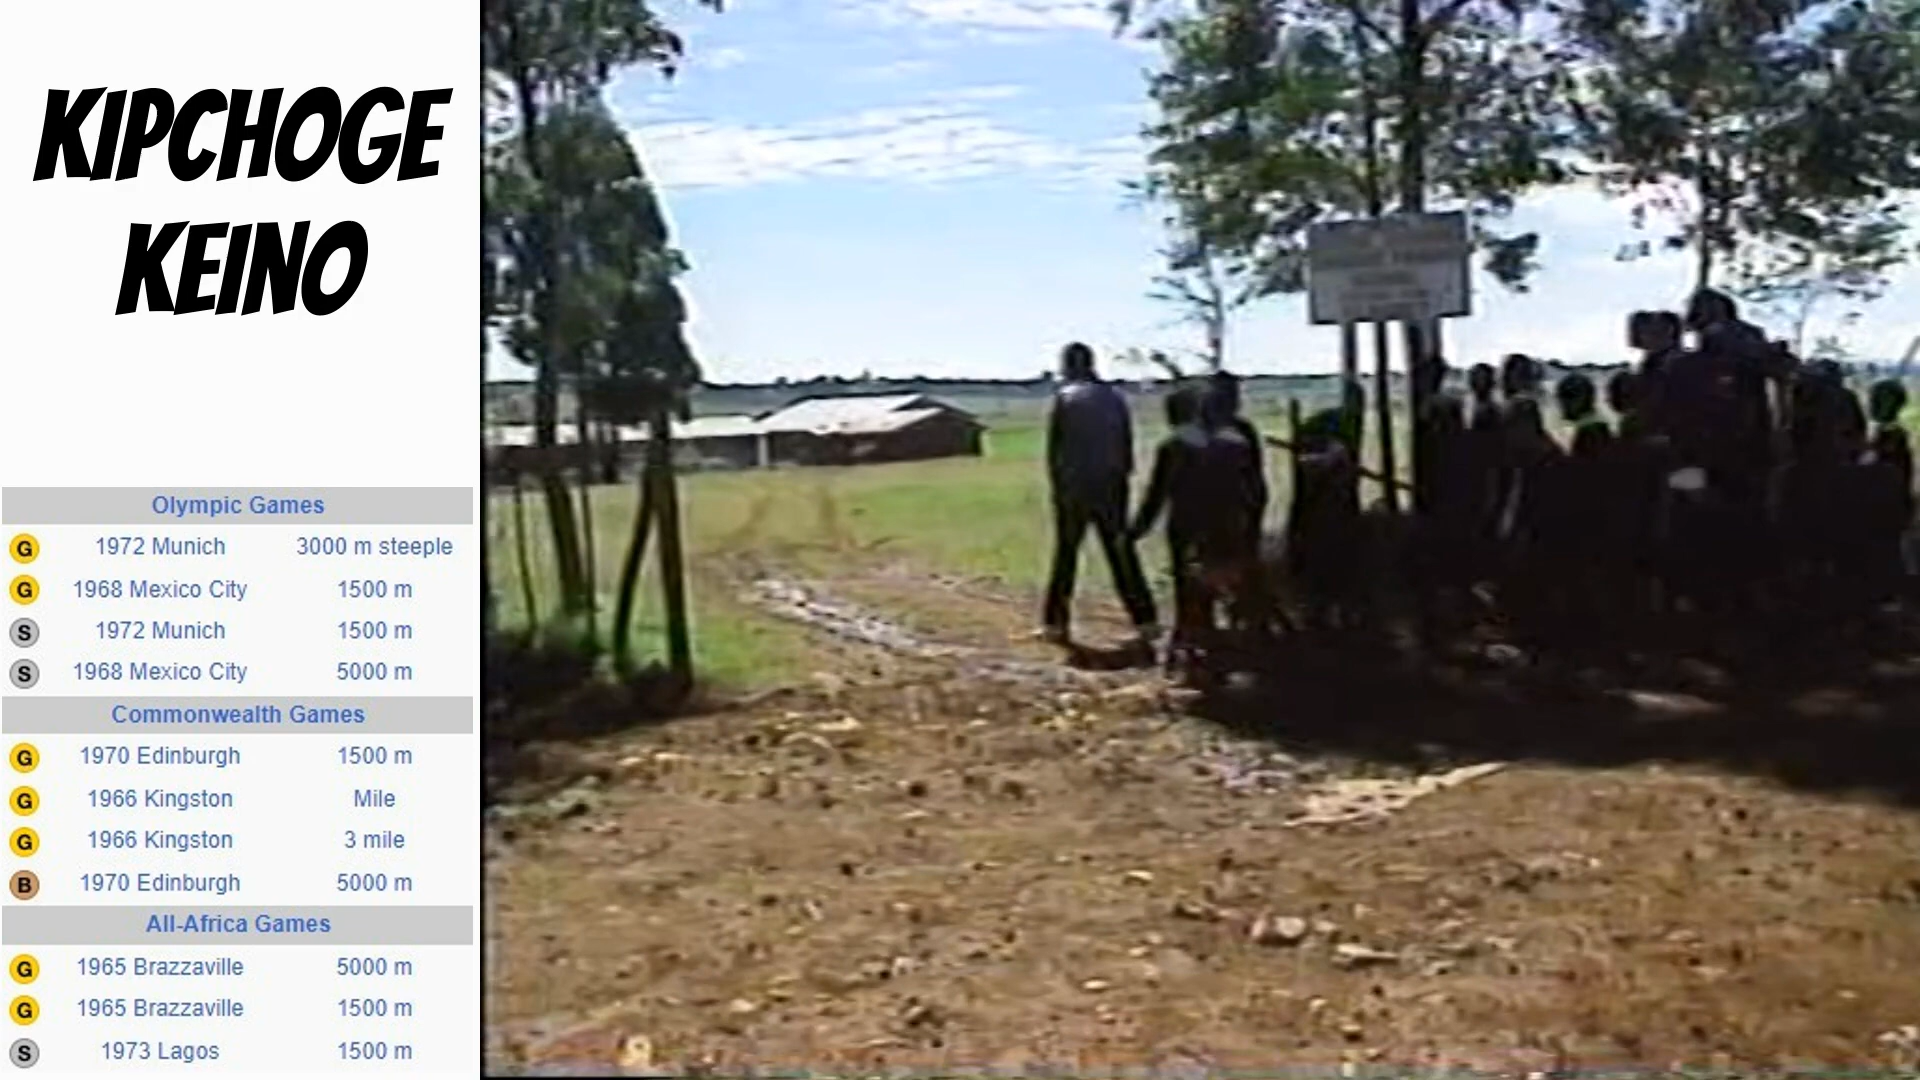 KIPCHOGE
KEINO
Olympic Games
G 1972 Munich 3000 m steeple
G 1968 Mexico City 1500 m
S 1972 Munich 1500 m
S 1968 Mexico City 5000 m
Commonwealth Games
G 1970 Edinburgh 1500 m
G 1966 Kingston Mile
G 1966 Kingston 3 mile
B 1970 Edinburgh 5000 m
All-Africa Games
G 1965 Brazzaville 5000 m
G 1965 Brazzaville 1500 m
S 1973 Lagos 1500 m